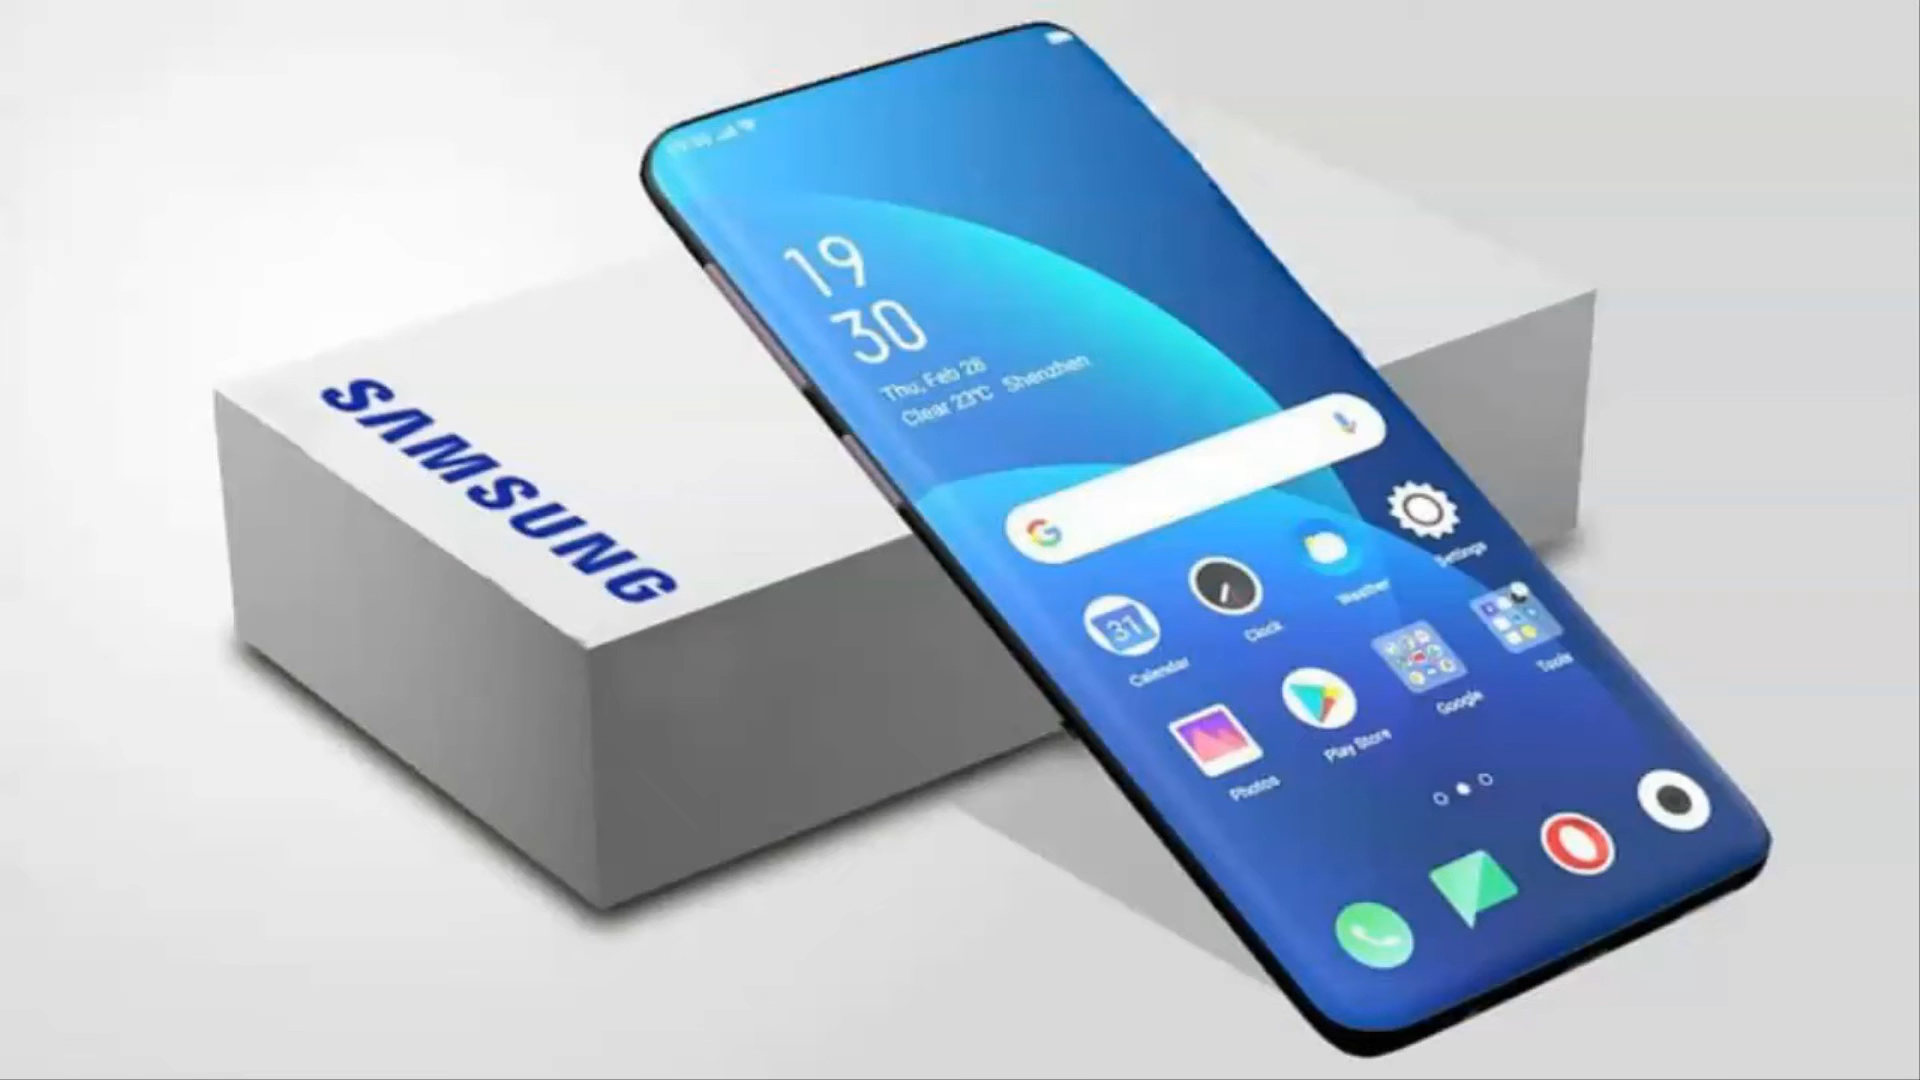 SAMSUNG
19
30
Thu, Feb 28
Clear 23°C Shenzhen
Settings
Weather
Clock
31
Calendar
Tools
Google
Play Store
Photos